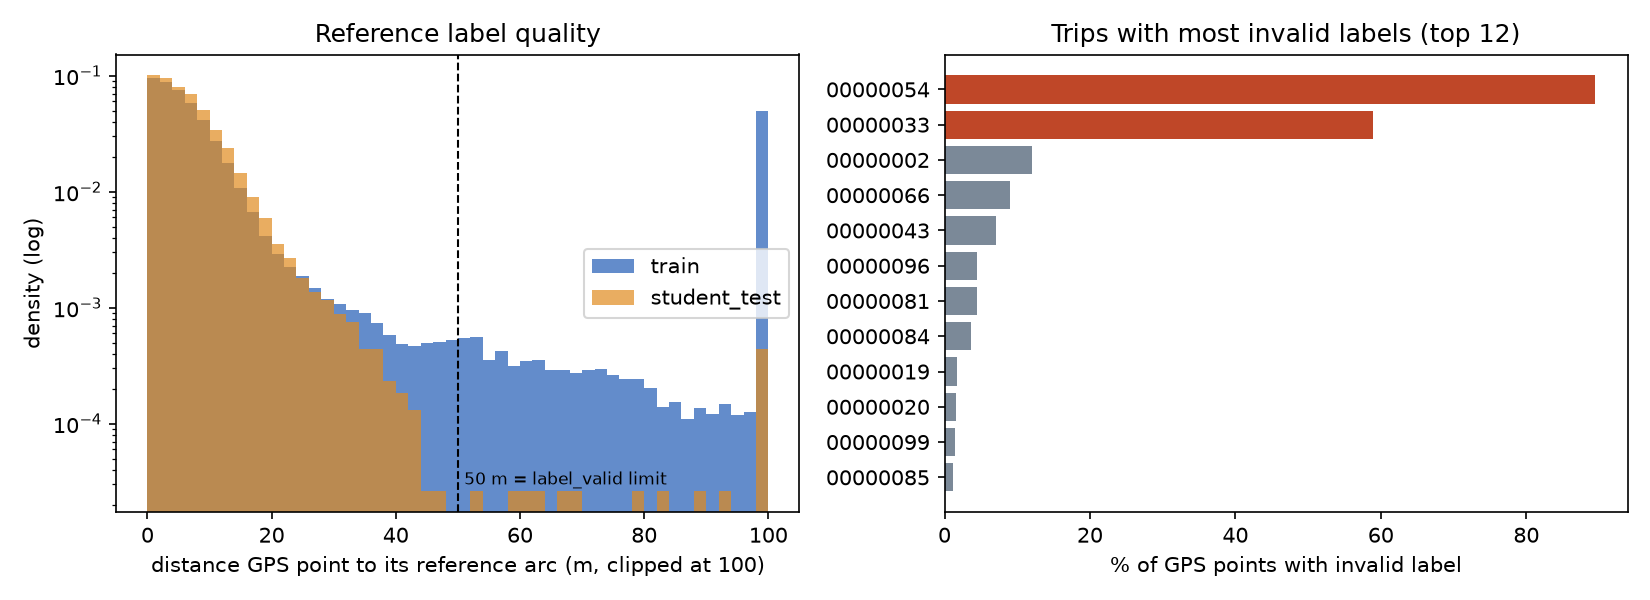 Reference label quality
density (log)
10⁻¹
10⁻²
10⁻³
10⁻⁴
train
student_test
50 m = label_valid limit
0 20 40 60 80 100
distance GPS point to its reference arc (m, clipped at 100)
Trips with most invalid labels (top 12)
00000054
00000033
00000002
00000066
00000043
00000096
00000081
00000084
00000019
00000020
00000099
00000085
0 20 40 60 80
% of GPS points with invalid label